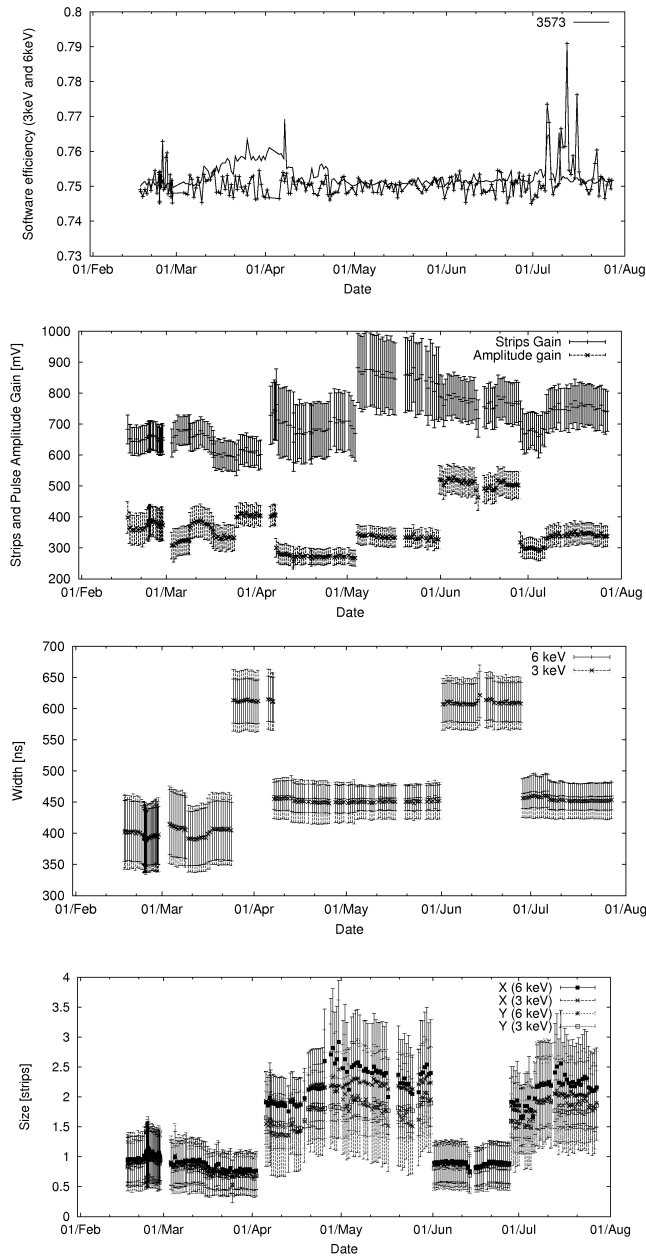 0.8
0.79
0.78
0.77
0.76
0.75
0.74
0.73
Software efficiency (3keV and 6keV)
3573
01/Feb 01/Mar 01/Apr 01/May 01/Jun 01/Jul 01/Aug
Date
1000
900
800
700
600
500
400
300
200
Strips and Pulse Amplitude Gain [mV]
Strips Gain
Amplitude gain
01/Feb 01/Mar 01/Apr 01/May 01/Jun 01/Jul 01/Aug
Date
700
650
600
550
500
450
400
350
300
Width [ns]
6 keV
3 keV
01/Feb 01/Mar 01/Apr 01/May 01/Jun 01/Jul 01/Aug
Date
4
3.5
3
2.5
2
1.5
1
0.5
0
Size [strips]
X (6 keV)
X (3 keV)
Y (6 keV)
Y (3 keV)
01/Feb 01/Mar 01/Apr 01/May 01/Jun 01/Jul 01/Aug
Date